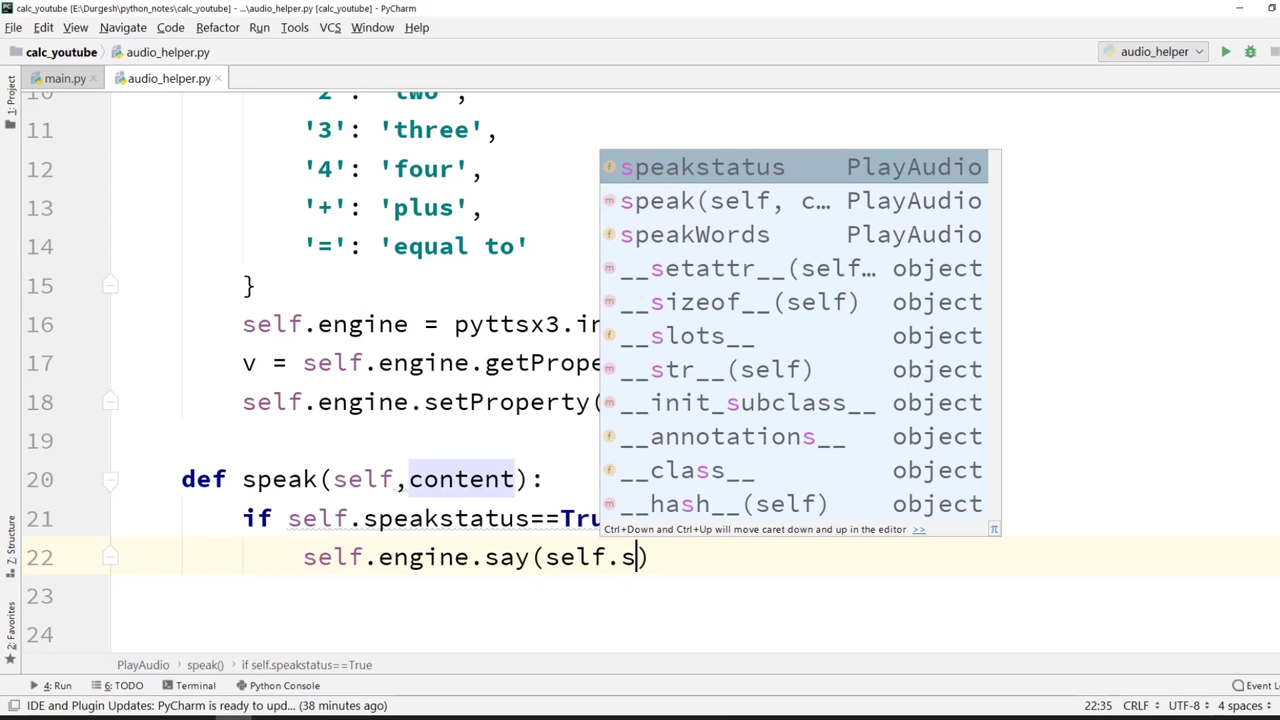 calc_youtube [E:\Durgesh\python_notes\calc_youtube] - ...\audio_helper.py [calc_youtube] - PyCharm
File Edit View Navigate Code Refactor Run Tools VCS Window Help
calc_youtube audio_helper.py audio_helper
main.py audio_helper.py
1: Project
10 '2': 'two',
11 '3': 'three',
12 '4': 'four',
13 '+': 'plus',
14 '=': 'equal to'
15 }
16 self.engine = pyttsx3.in
17 v = self.engine.getPrope
18 self.engine.setProperty(
19
20 def speak(self,content):
21 if self.speakstatus==Tru
22 self.engine.say(self.s)
23
24
speakstatus PlayAudio
speak(self, c… PlayAudio
speakWords PlayAudio
__setattr__(self… object
__sizeof__(self) object
__slots__ object
__str__(self) object
__init_subclass__ object
__annotations__ object
__class__ object
__hash__(self) object
Ctrl+Down and Ctrl+Up will move caret down and up in the editor >> π
Z: Structure
2: Favorites
PlayAudio speak() if self.speakstatus==True
4: Run 6: TODO Terminal Python Console Event L
IDE and Plugin Updates: PyCharm is ready to upd... (38 minutes ago) 22:35 CRLF UTF-8 4 spaces